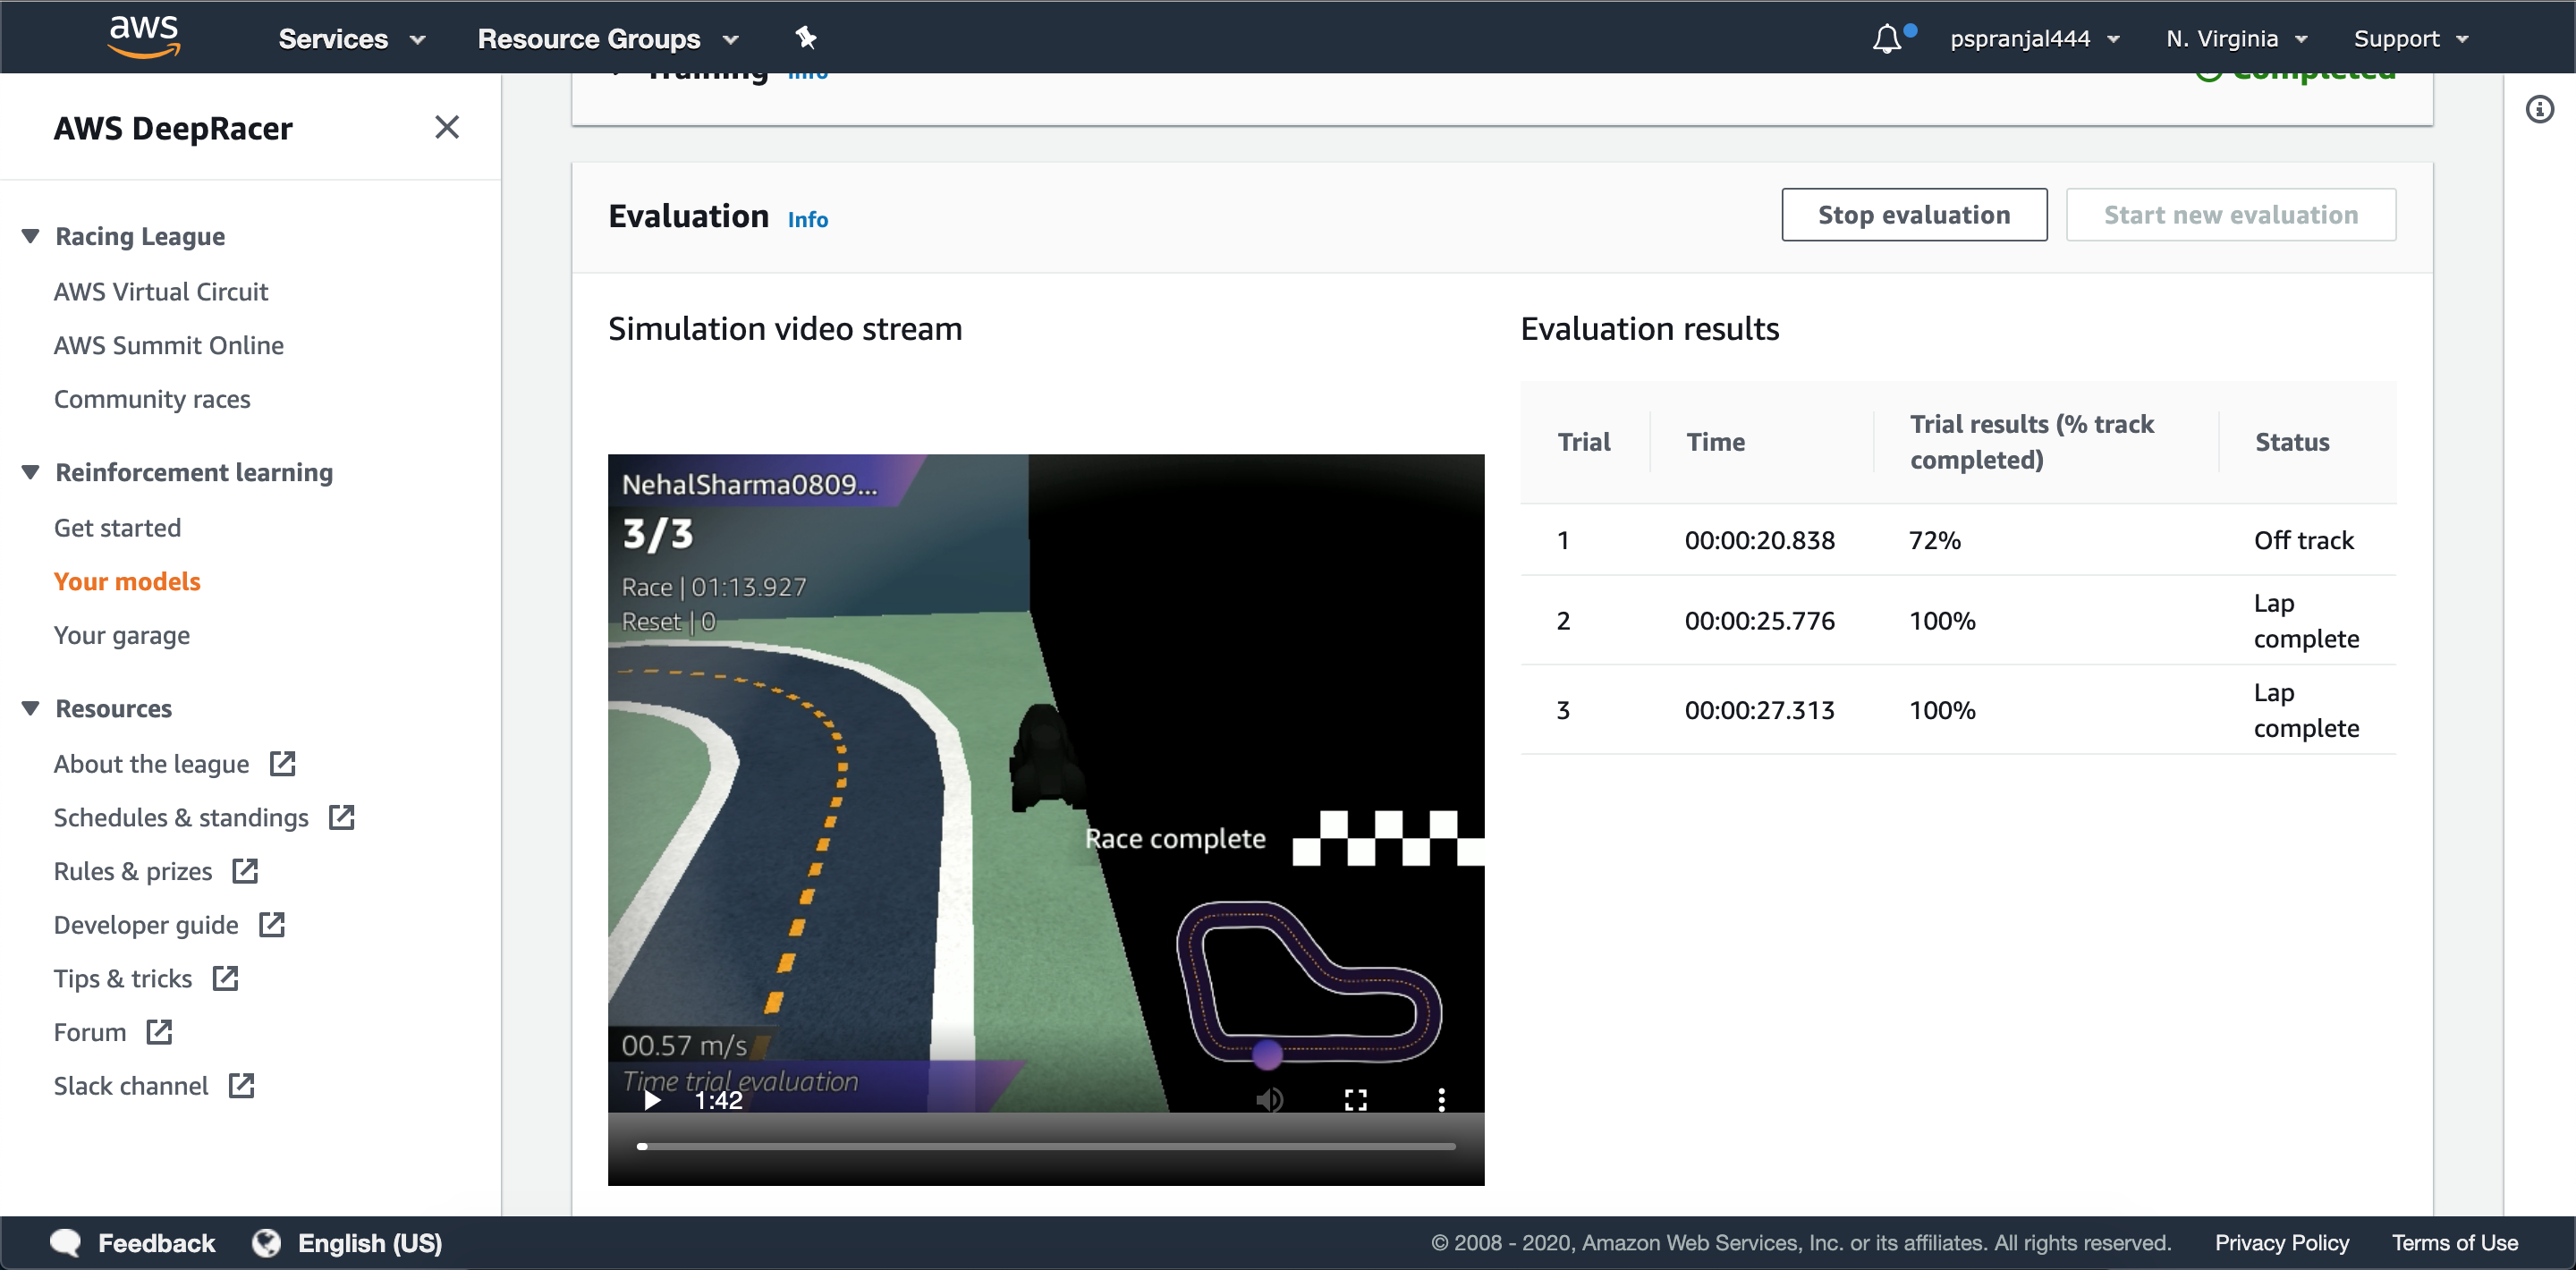 aws
Services
Resource Groups
pspranjal444
N. Virginia
Support
AWS DeepRacer
Racing League
AWS Virtual Circuit
AWS Summit Online
Community races
Reinforcement learning
Get started
Your models
Your garage
Resources
About the league
Schedules & standings
Rules & prizes
Developer guide
Tips & tricks
Forum
Slack channel
Training Info
Completed
Evaluation Info
Stop evaluation
Start new evaluation
Simulation video stream
NehalSharma0809...
3/3
Race | 01:13.927
Reset | 0
Race complete
00.57 m/s
Time trial evaluation
1:42
Evaluation results
Trial Time Trial results (% track completed) Status
1 00:00:20.838 72% Off track
2 00:00:25.776 100% Lap complete
3 00:00:27.313 100% Lap complete
Feedback
English (US)
© 2008 - 2020, Amazon Web Services, Inc. or its affiliates. All rights reserved.
Privacy Policy
Terms of Use